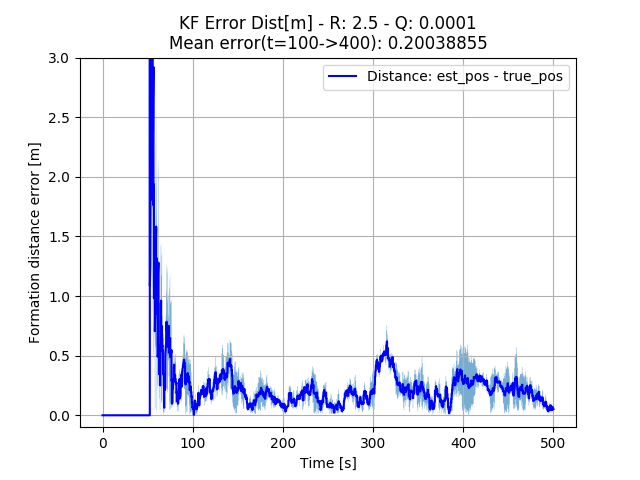 KF Error Dist[m] - R: 2.5 - Q: 0.0001
Mean error(t=100->400): 0.20038855
Distance: est_pos - true_pos
Formation distance error [m]
3.0
2.5
2.0
1.5
1.0
0.5
0.0
0 100 200 300 400 500
Time [s]